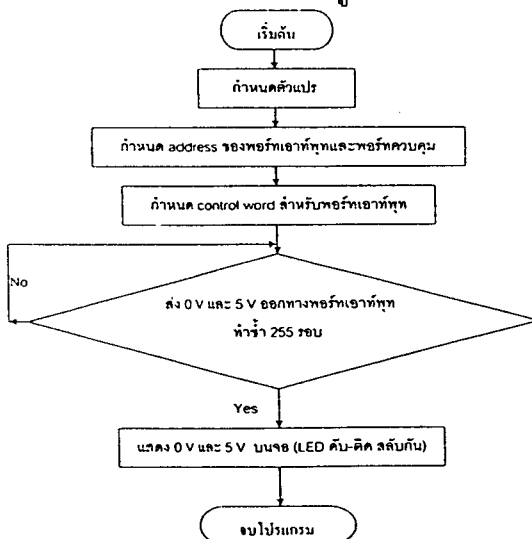 เริ่มต้น
กำหนดตัวแปร
กำหนด address ของพอร์ทเอาท์พุทและพอร์ทควบคุม
กำหนด control word สำหรับพอร์ทเอาท์พุท
No
ส่ง 0 V และ 5 V ออกทางพอร์ทเอาท์พุท
ทำซ้ำ 255 รอบ
Yes
แสดง 0 V และ 5 V บนจอ (LED ดับ-ติด สลับกัน)
จบโปรแกรม